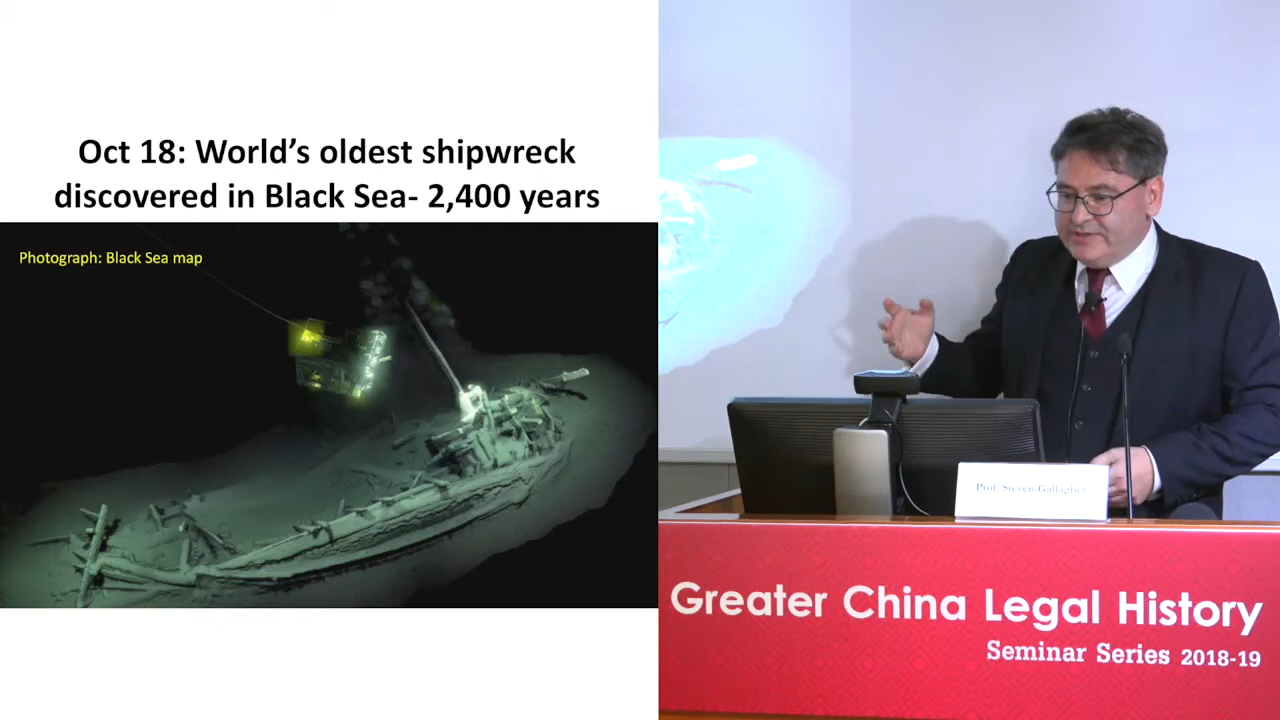 Oct 18: World’s oldest shipwreck
discovered in Black Sea- 2,400 years
Photograph: Black Sea map
Prof. Steven Gallagher
Greater China Legal History
Seminar Series 2018-19